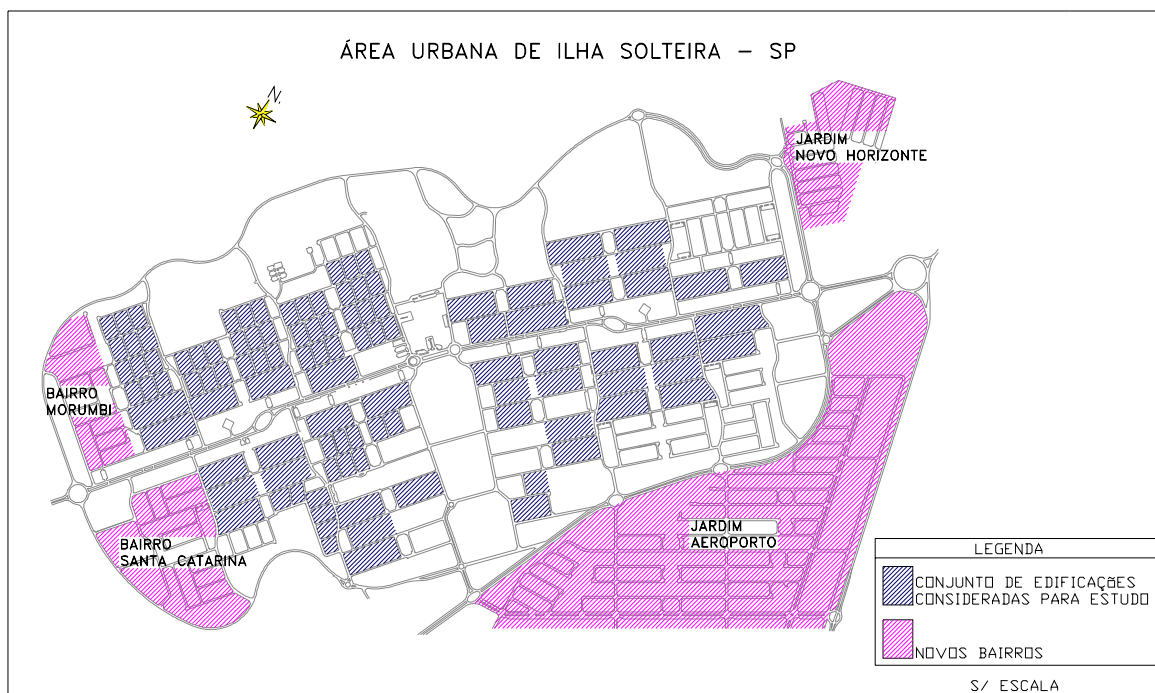 ÁREA URBANA DE ILHA SOLTEIRA - SP
N.
JARDIM
NOVO HORIZONTE
BAIRRO
MORUMBI
BAIRRO
SANTA CATARINA
JARDIM
AEROPORTO
LEGENDA
CONJUNTO DE EDIFICAÇÕES
CONSIDERADAS PARA ESTUDO
NOVOS BAIRROS
S/ ESCALA